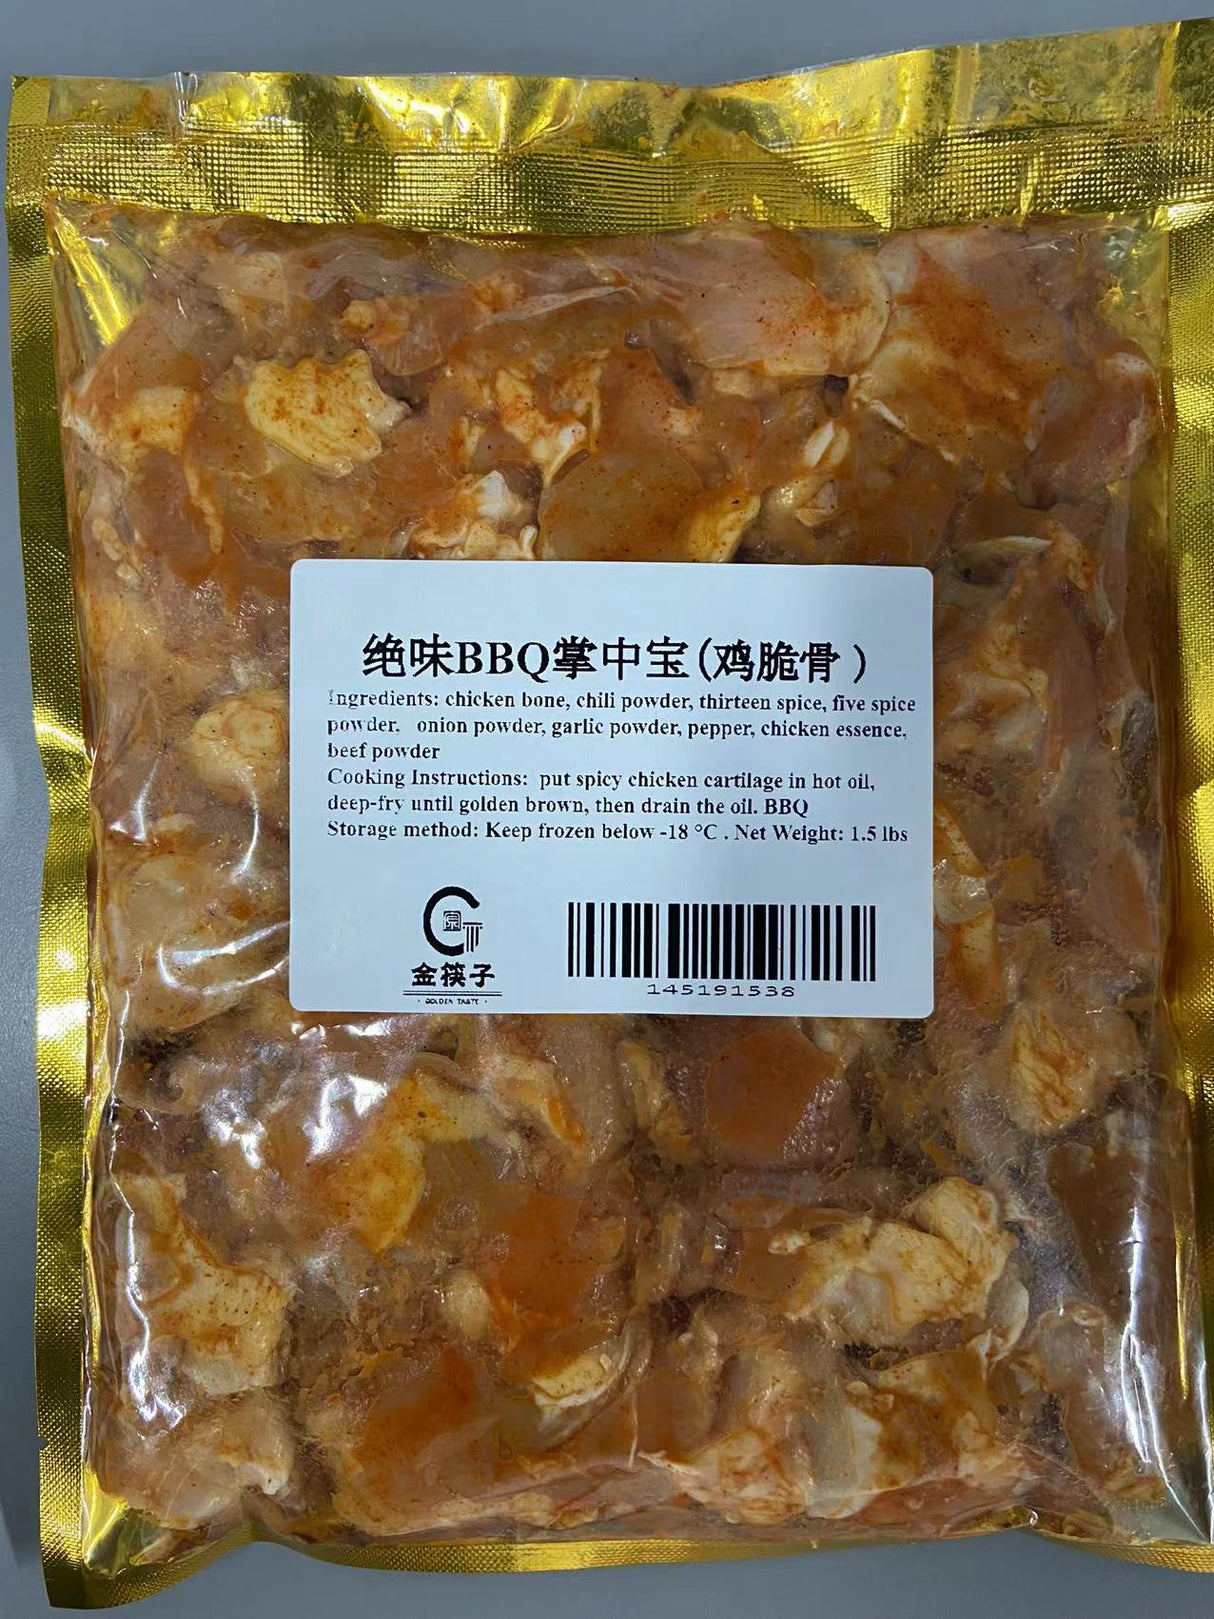 绝味BBQ掌中宝(鸡脆骨）
Ingredients: chicken bone, chili powder, thirteen spice, five spice
powder, onion powder, garlic powder, pepper, chicken essence,
beef powder
Cooking Instructions: put spicy chicken cartilage in hot oil,
deep-fry until golden brown, then drain the oil. BBQ
Storage method: Keep frozen below -18 °C . Net Weight: 1.5 lbs
金筷子
· GOLDEN TASTE ·
145191538